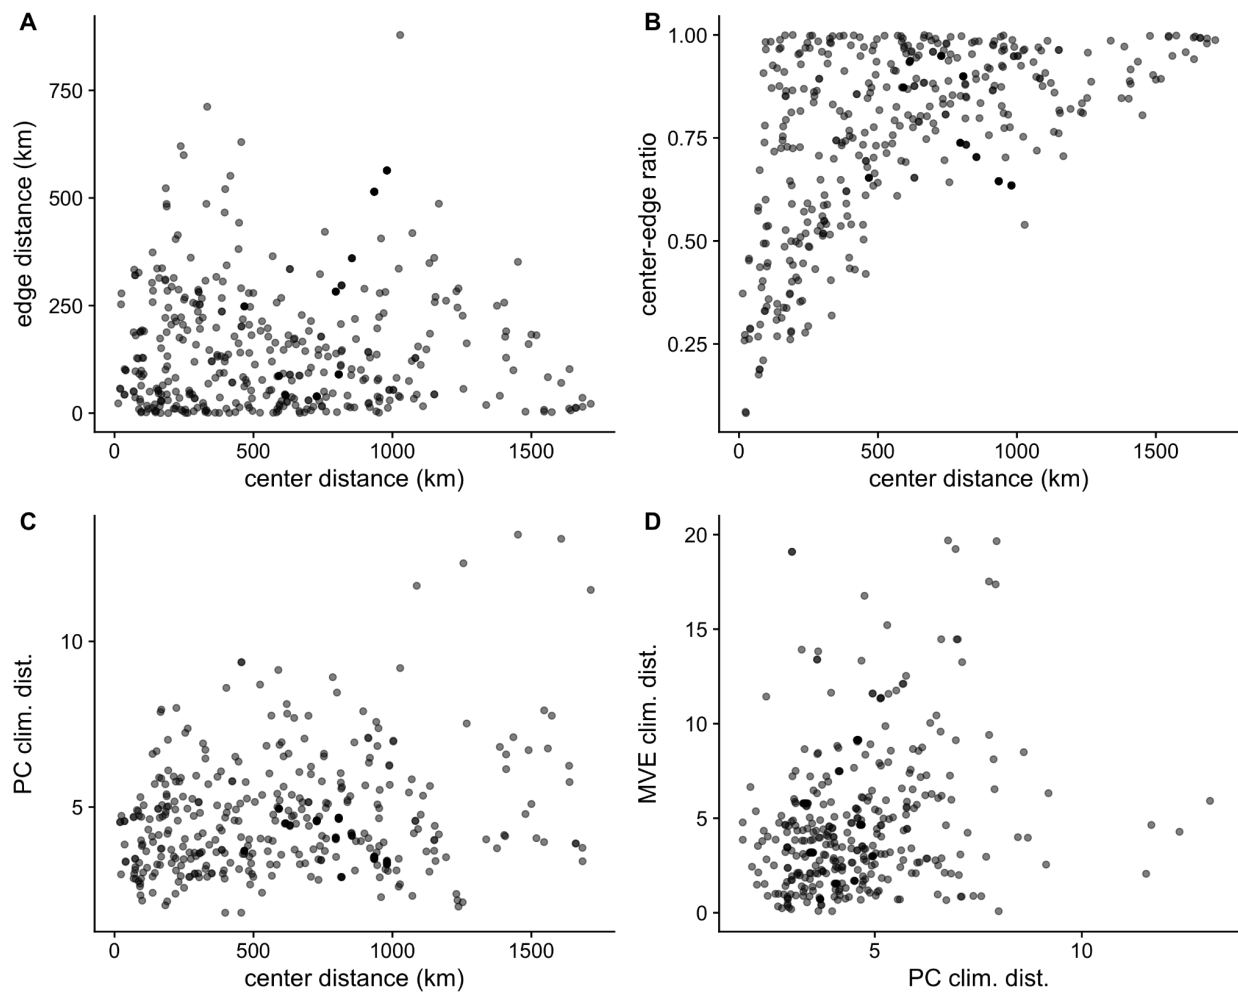 A
edge distance (km)
750
500
250
0
0 500 1000 1500
center distance (km)
B
center-edge ratio
1.00
0.75
0.50
0.25
0 500 1000 1500
center distance (km)
C
PC clim. dist.
10
5
0 500 1000 1500
center distance (km)
D
MVE clim. dist.
20
15
10
5
0
5 10
PC clim. dist.